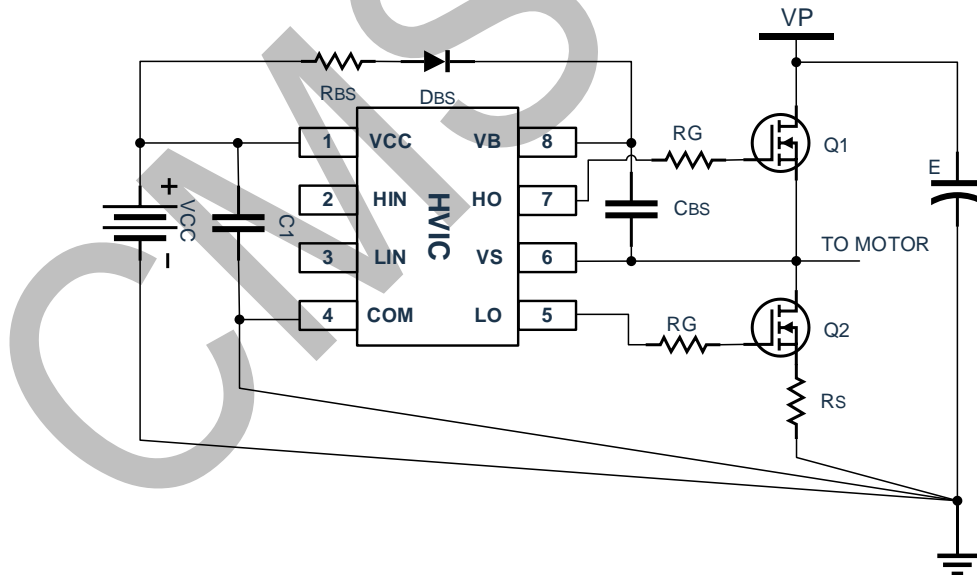 VP
RBS
DBS
1 VCC
VB 8
RG
Q1
E
+
VCC
−
C1
2 HIN
HVIC
HO 7
CBS
3 LIN
VS 6
TO MOTOR
4 COM
LO 5
RG
Q2
RS
CMS